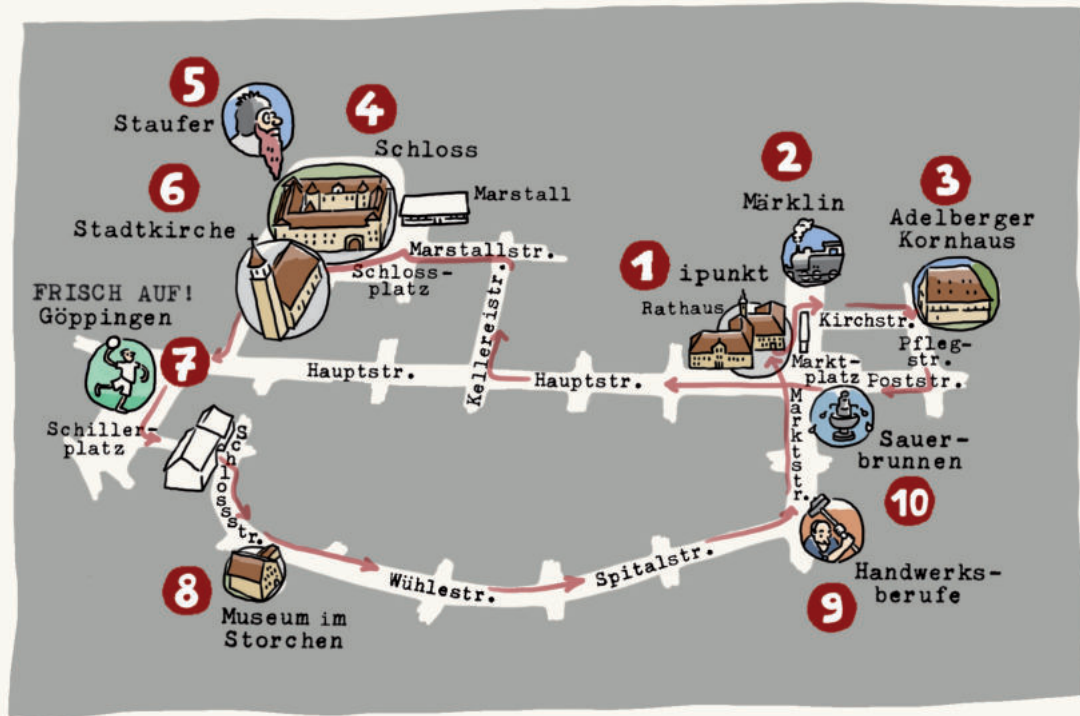 5
Staufer
4
Schloss
6
Stadtkirche
Marstall
Marstallstr.
Schloss-
platz
2
Märklin
3
Adelberger
Kornhaus
1
ipunkt
Rathaus
Kirchstr.
Pfleg-
str.
Markt-
platz
Poststr.
FRISCH AUF!
Göppingen
7
Hauptstr.
Kellereistr.
Hauptstr.
Marktstr.
Sauer-
brunnen
10
Schiller-
platz
Schlossstr.
8
Museum im
Storchen
Wühlestr.
Spitalstr.
Handwerks-
berufe
9